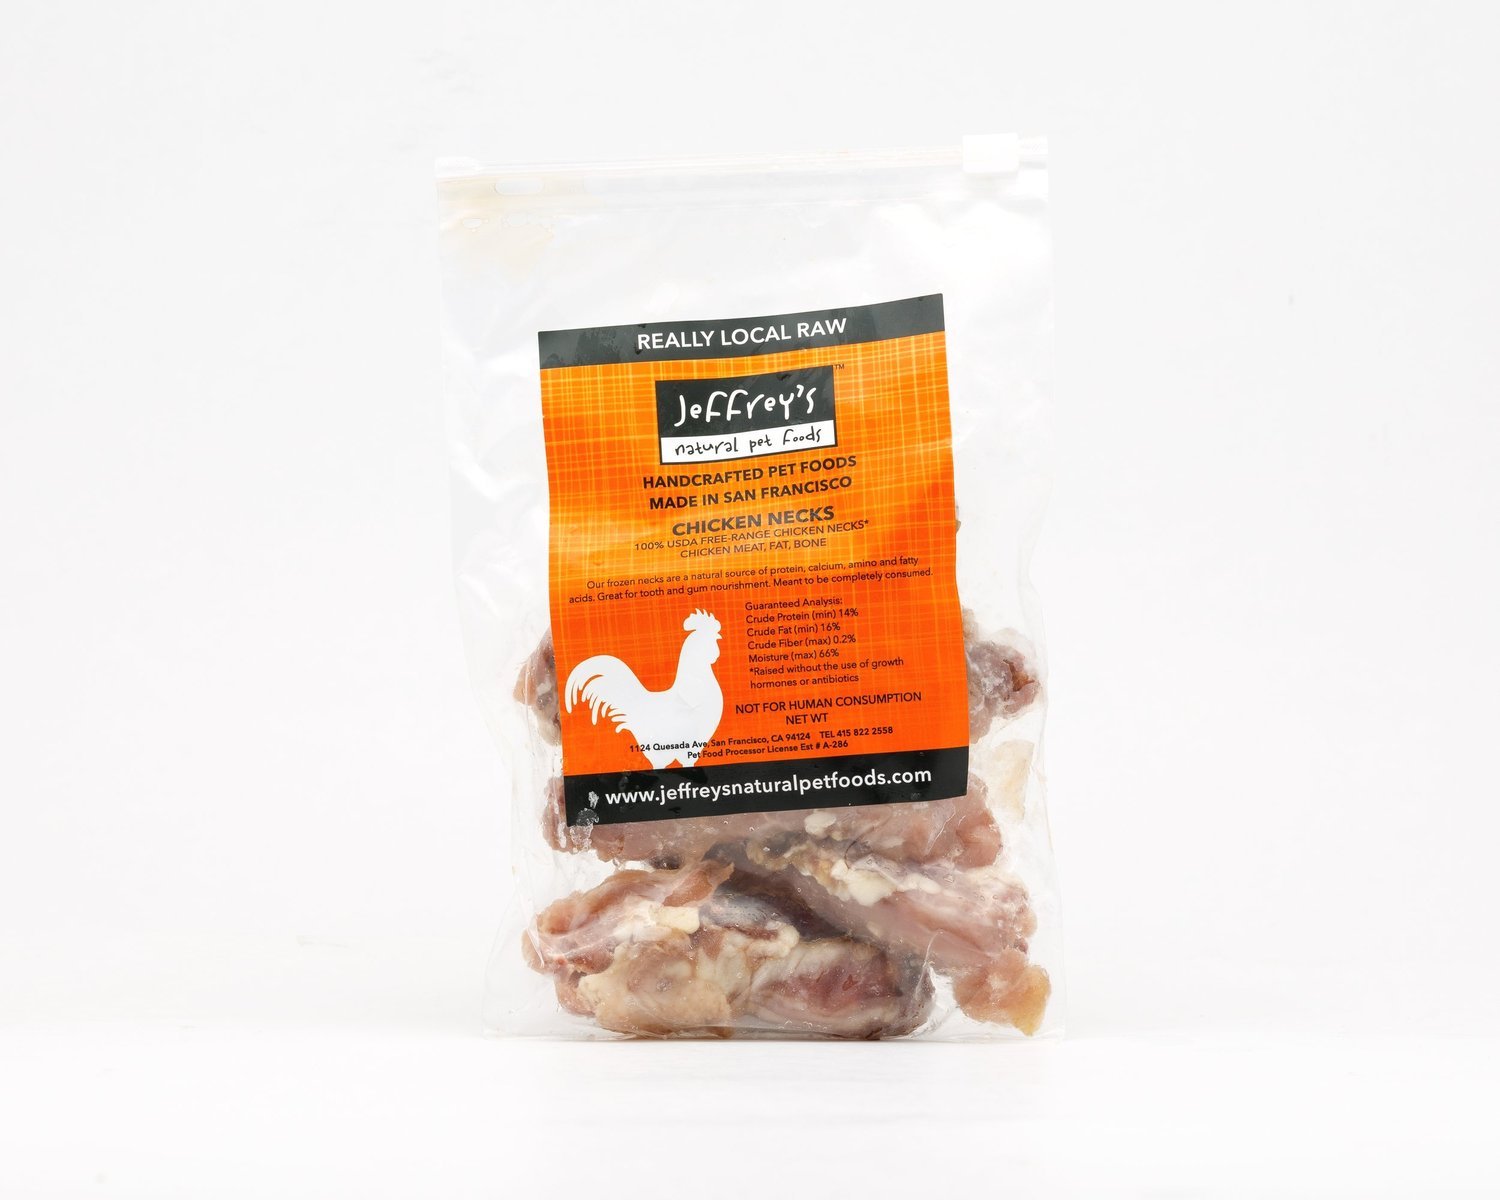 REALLY LOCAL RAW
Jeffrey's TM
natural pet foods
HANDCRAFTED PET FOODS
MADE IN SAN FRANCISCO
CHICKEN NECKS
100% USDA FREE-RANGE CHICKEN NECKS*
CHICKEN MEAT, FAT, BONE
Our frozen necks are a natural source of protein, calcium, amino and fatty
acids. Great for tooth and gum nourishment. Meant to be completely consumed.
Guaranteed Analysis:
Crude Protein (min) 14%
Crude Fat (min) 16%
Crude Fiber (max) 0.2%
Moisture (max) 66%
*Raised without the use of growth
hormones or antibiotics
NOT FOR HUMAN CONSUMPTION
NET WT
1124 Quesada Ave, San Francisco, CA 94124 TEL 415 822 2558
Pet Food Processor License Est # A-286
www.jeffreysnaturalpetfoods.com